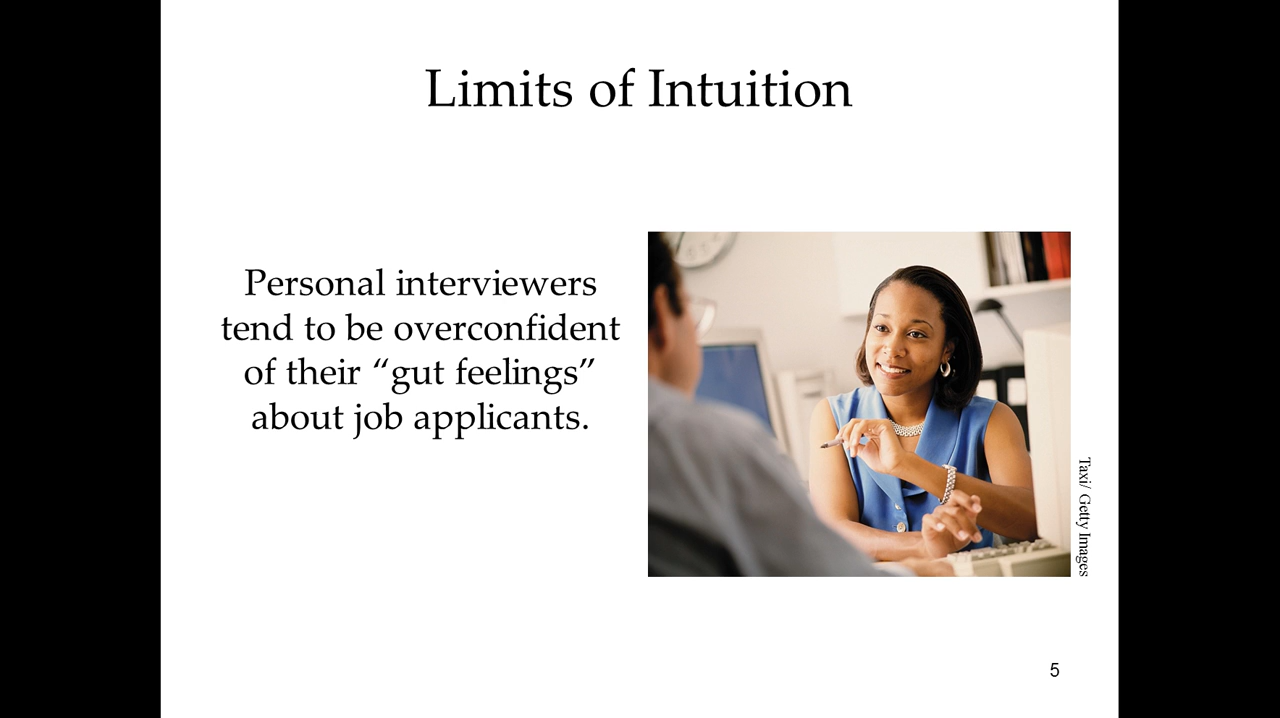 Limits of Intuition
Personal interviewers
tend to be overconfident
of their “gut feelings”
about job applicants.
Taxi/ Getty Images
5